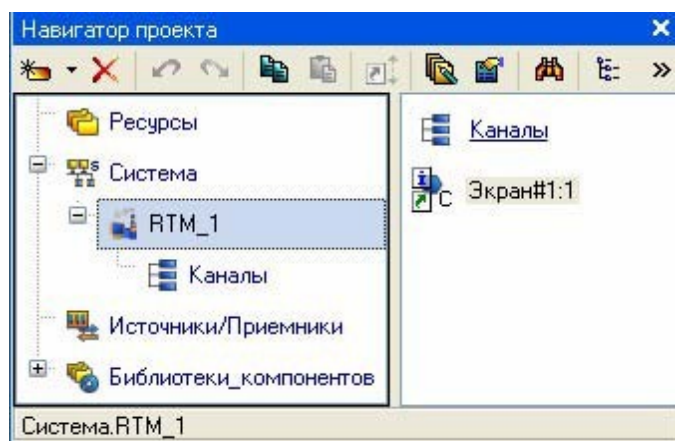 Навигатор проекта
Ресурсы
Система
RTM_1
Каналы
Источники/Приемники
Библиотеки_компонентов
Каналы
С Экран#1:1
Система.RTM_1